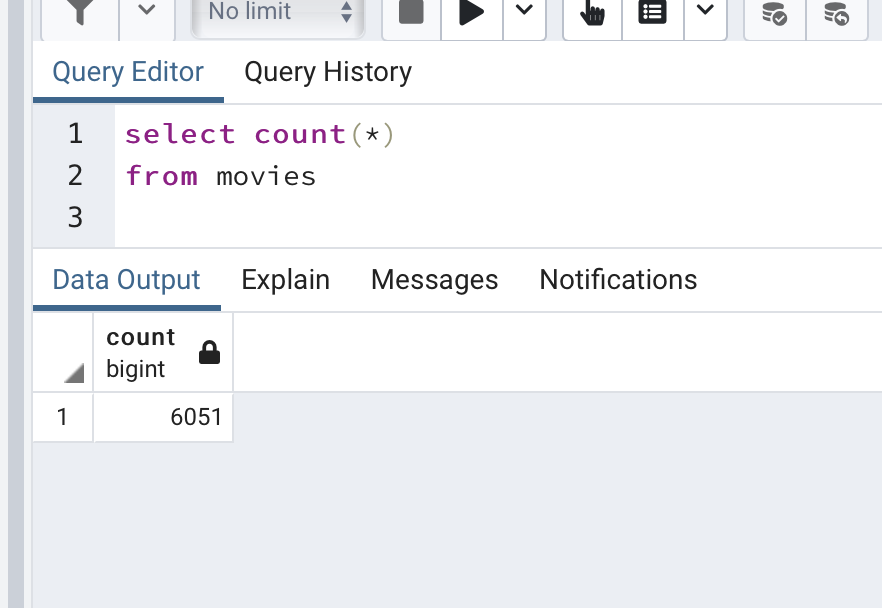 No limit
Query Editor Query History
1 select count(*)
2 from movies
3
Data Output Explain Messages Notifications
count
bigint
1 6051